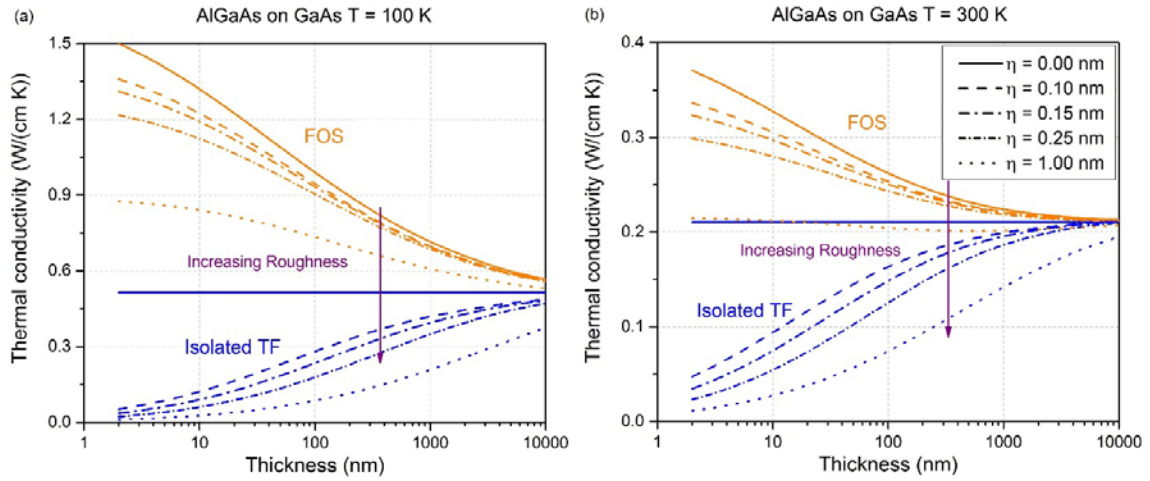 (a)
AlGaAs on GaAs T = 100 K
Thermal conductivity (W/(cm K))
1.5
1.2
0.9
0.6
0.3
0.0
FOS
Increasing Roughness
Isolated TF
1
10
100
1000
10000
Thickness (nm)
(b)
AlGaAs on GaAs T = 300 K
Thermal conductivity (W/(cm K))
0.4
0.3
0.2
0.1
0.0
FOS
η = 0.00 nm
η = 0.10 nm
η = 0.15 nm
η = 0.25 nm
η = 1.00 nm
Increasing Roughness
Isolated TF
1
10
100
1000
10000
Thickness (nm)